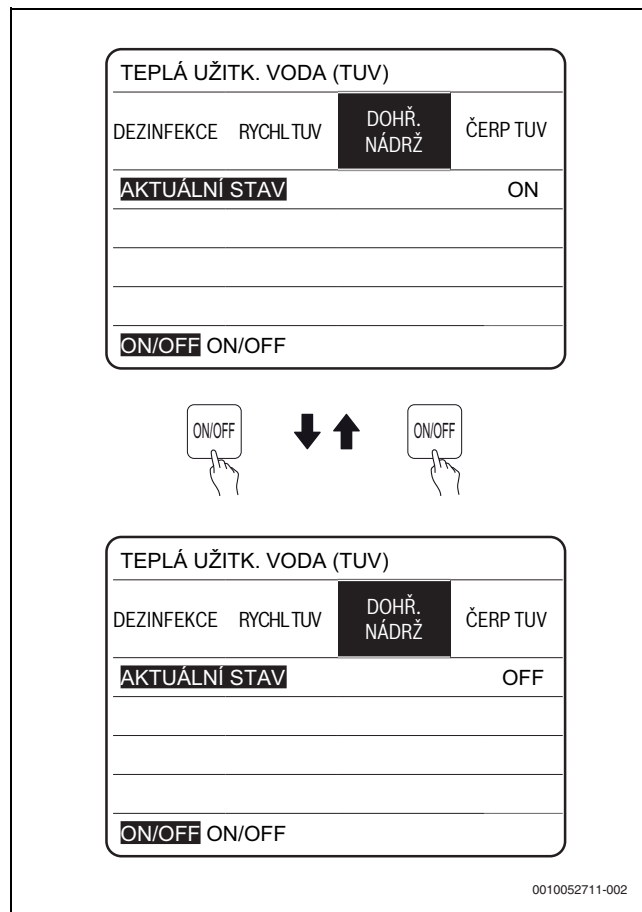 TEPLÁ UŽITK. VODA (TUV)
DEZINFEKCE RYCHL TUV DOHŘ. NÁDRŽ ČERP TUV
AKTUÁLNÍ STAV ON
ON/OFF ON/OFF
ON/OFF ON/OFF
TEPLÁ UŽITK. VODA (TUV)
DEZINFEKCE RYCHL TUV DOHŘ. NÁDRŽ ČERP TUV
AKTUÁLNÍ STAV OFF
ON/OFF ON/OFF
0010052711-002